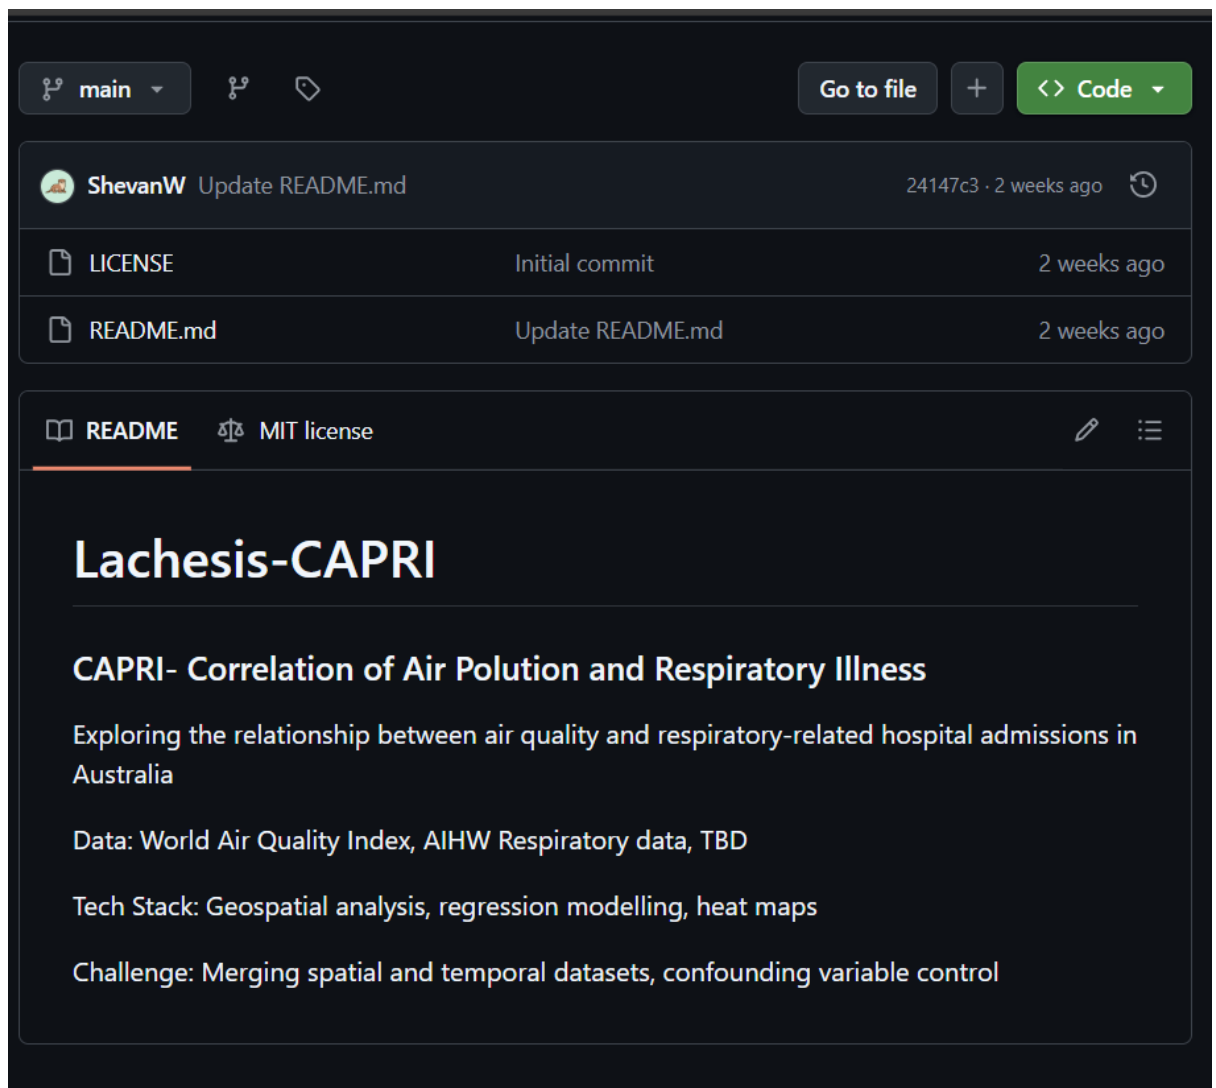 main
Go to file
Code
ShevanW Update README.md 24147c3 · 2 weeks ago
LICENSE Initial commit 2 weeks ago
README.md Update README.md 2 weeks ago
README MIT license
Lachesis-CAPRI
CAPRI- Correlation of Air Polution and Respiratory Illness
Exploring the relationship between air quality and respiratory-related hospital admissions in
Australia
Data: World Air Quality Index, AIHW Respiratory data, TBD
Tech Stack: Geospatial analysis, regression modelling, heat maps
Challenge: Merging spatial and temporal datasets, confounding variable control